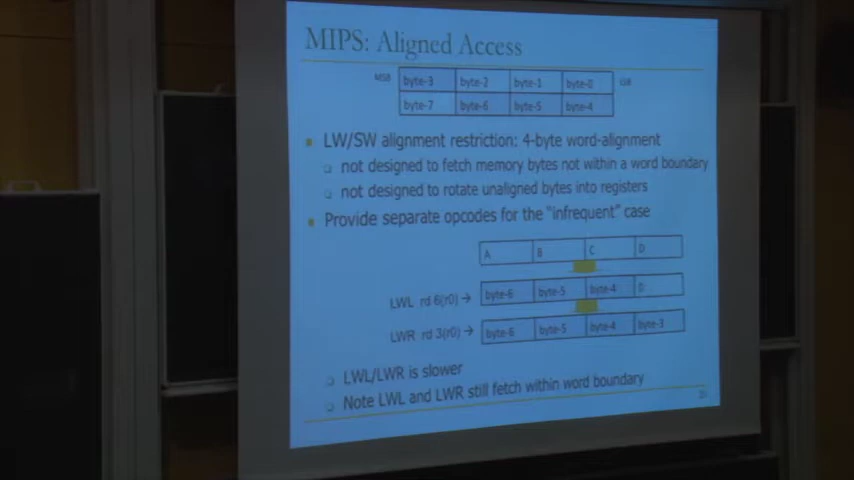 MIPS: Aligned Access
MSB byte-3 byte-2 byte-1 byte-0 LSB
byte-7 byte-6 byte-5 byte-4
LW/SW alignment restriction: 4-byte word-alignment
not designed to fetch memory bytes not within a word boundary
not designed to rotate unaligned bytes into registers
Provide separate opcodes for the "infrequent" case
A B C D
LWL rd 6(r0) → byte-6 byte-5 byte-4 D
LWR rd 3(r0) → byte-6 byte-5 byte-4 byte-3
LWL/LWR is slower
Note LWL and LWR still fetch within word boundary